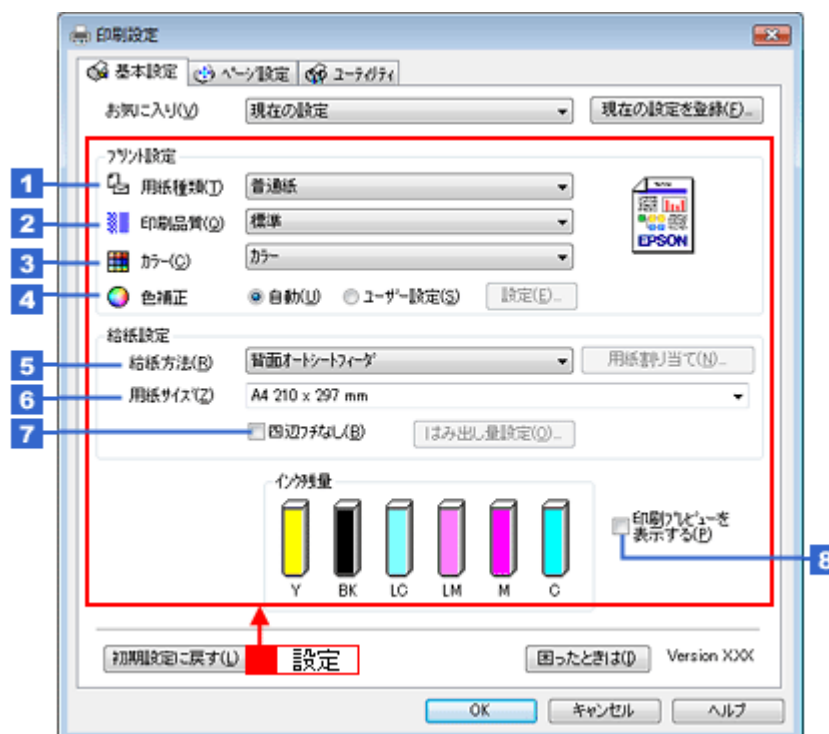 印刷設定
基本設定 ページ設定 ユーティリティ
お気に入り(V) 現在の設定 現在の設定を登録(F)...
プリント設定
1 用紙種類(T) 普通紙
2 印刷品質(Q) 標準
3 カラー(C) カラー
4 色補正 自動(U) ユーザー設定(S) 設定(E)...
EPSON
給紙設定
5 給紙方法(R) 背面オートシートフィーダ 用紙割り当て(N)...
6 用紙サイズ(Z) A4 210 x 297 mm
7 四辺フチなし(B) はみ出し量設定(O)...
インク残量
Y BK LC LM M C
印刷プレビューを
表示する(P)
8
初期設定に戻す(L) 設定 困ったときは(I) Version XXX
OK キャンセル ヘルプ